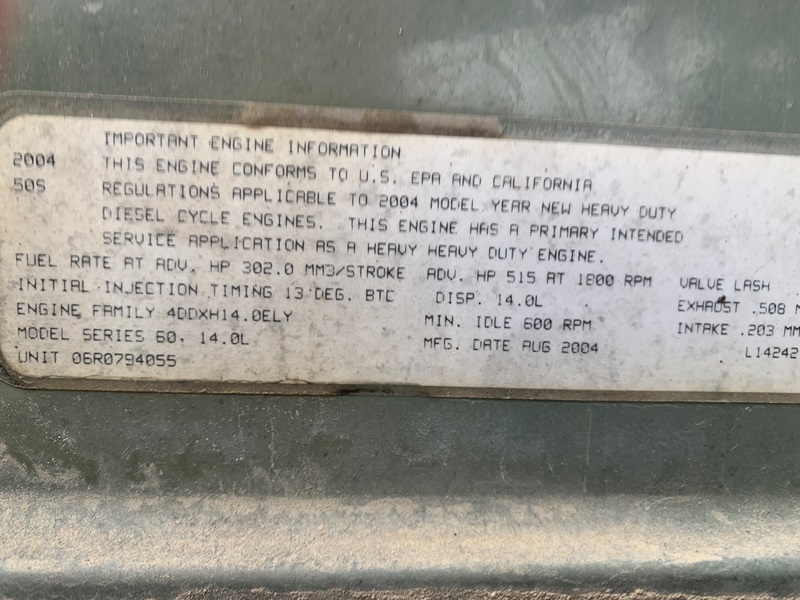 IMPORTANT ENGINE INFORMATION
2004 THIS ENGINE CONFORMS TO U.S. EPA AND CALIFORNIA
50S REGULATIONS APPLICABLE TO 2004 MODEL YEAR NEW HEAVY DUTY
DIESEL CYCLE ENGINES. THIS ENGINE HAS A PRIMARY INTENDED
SERVICE APPLICATION AS A HEAVY HEAVY DUTY ENGINE.
FUEL RATE AT ADV. HP 302.0 MM3/STROKE ADV. HP 515 AT 1800 RPM VALVE LASH
INITIAL INJECTION TIMING 13 DEG. BTC DISP. 14.0L EXHAUST .508 M
ENGINE FAMILY 4DDXH14.0ELY MIN. IDLE 600 RPM INTAKE .203 MM
MODEL SERIES 60, 14.0L MFG. DATE AUG 2004 L14242
UNIT 06R0794055